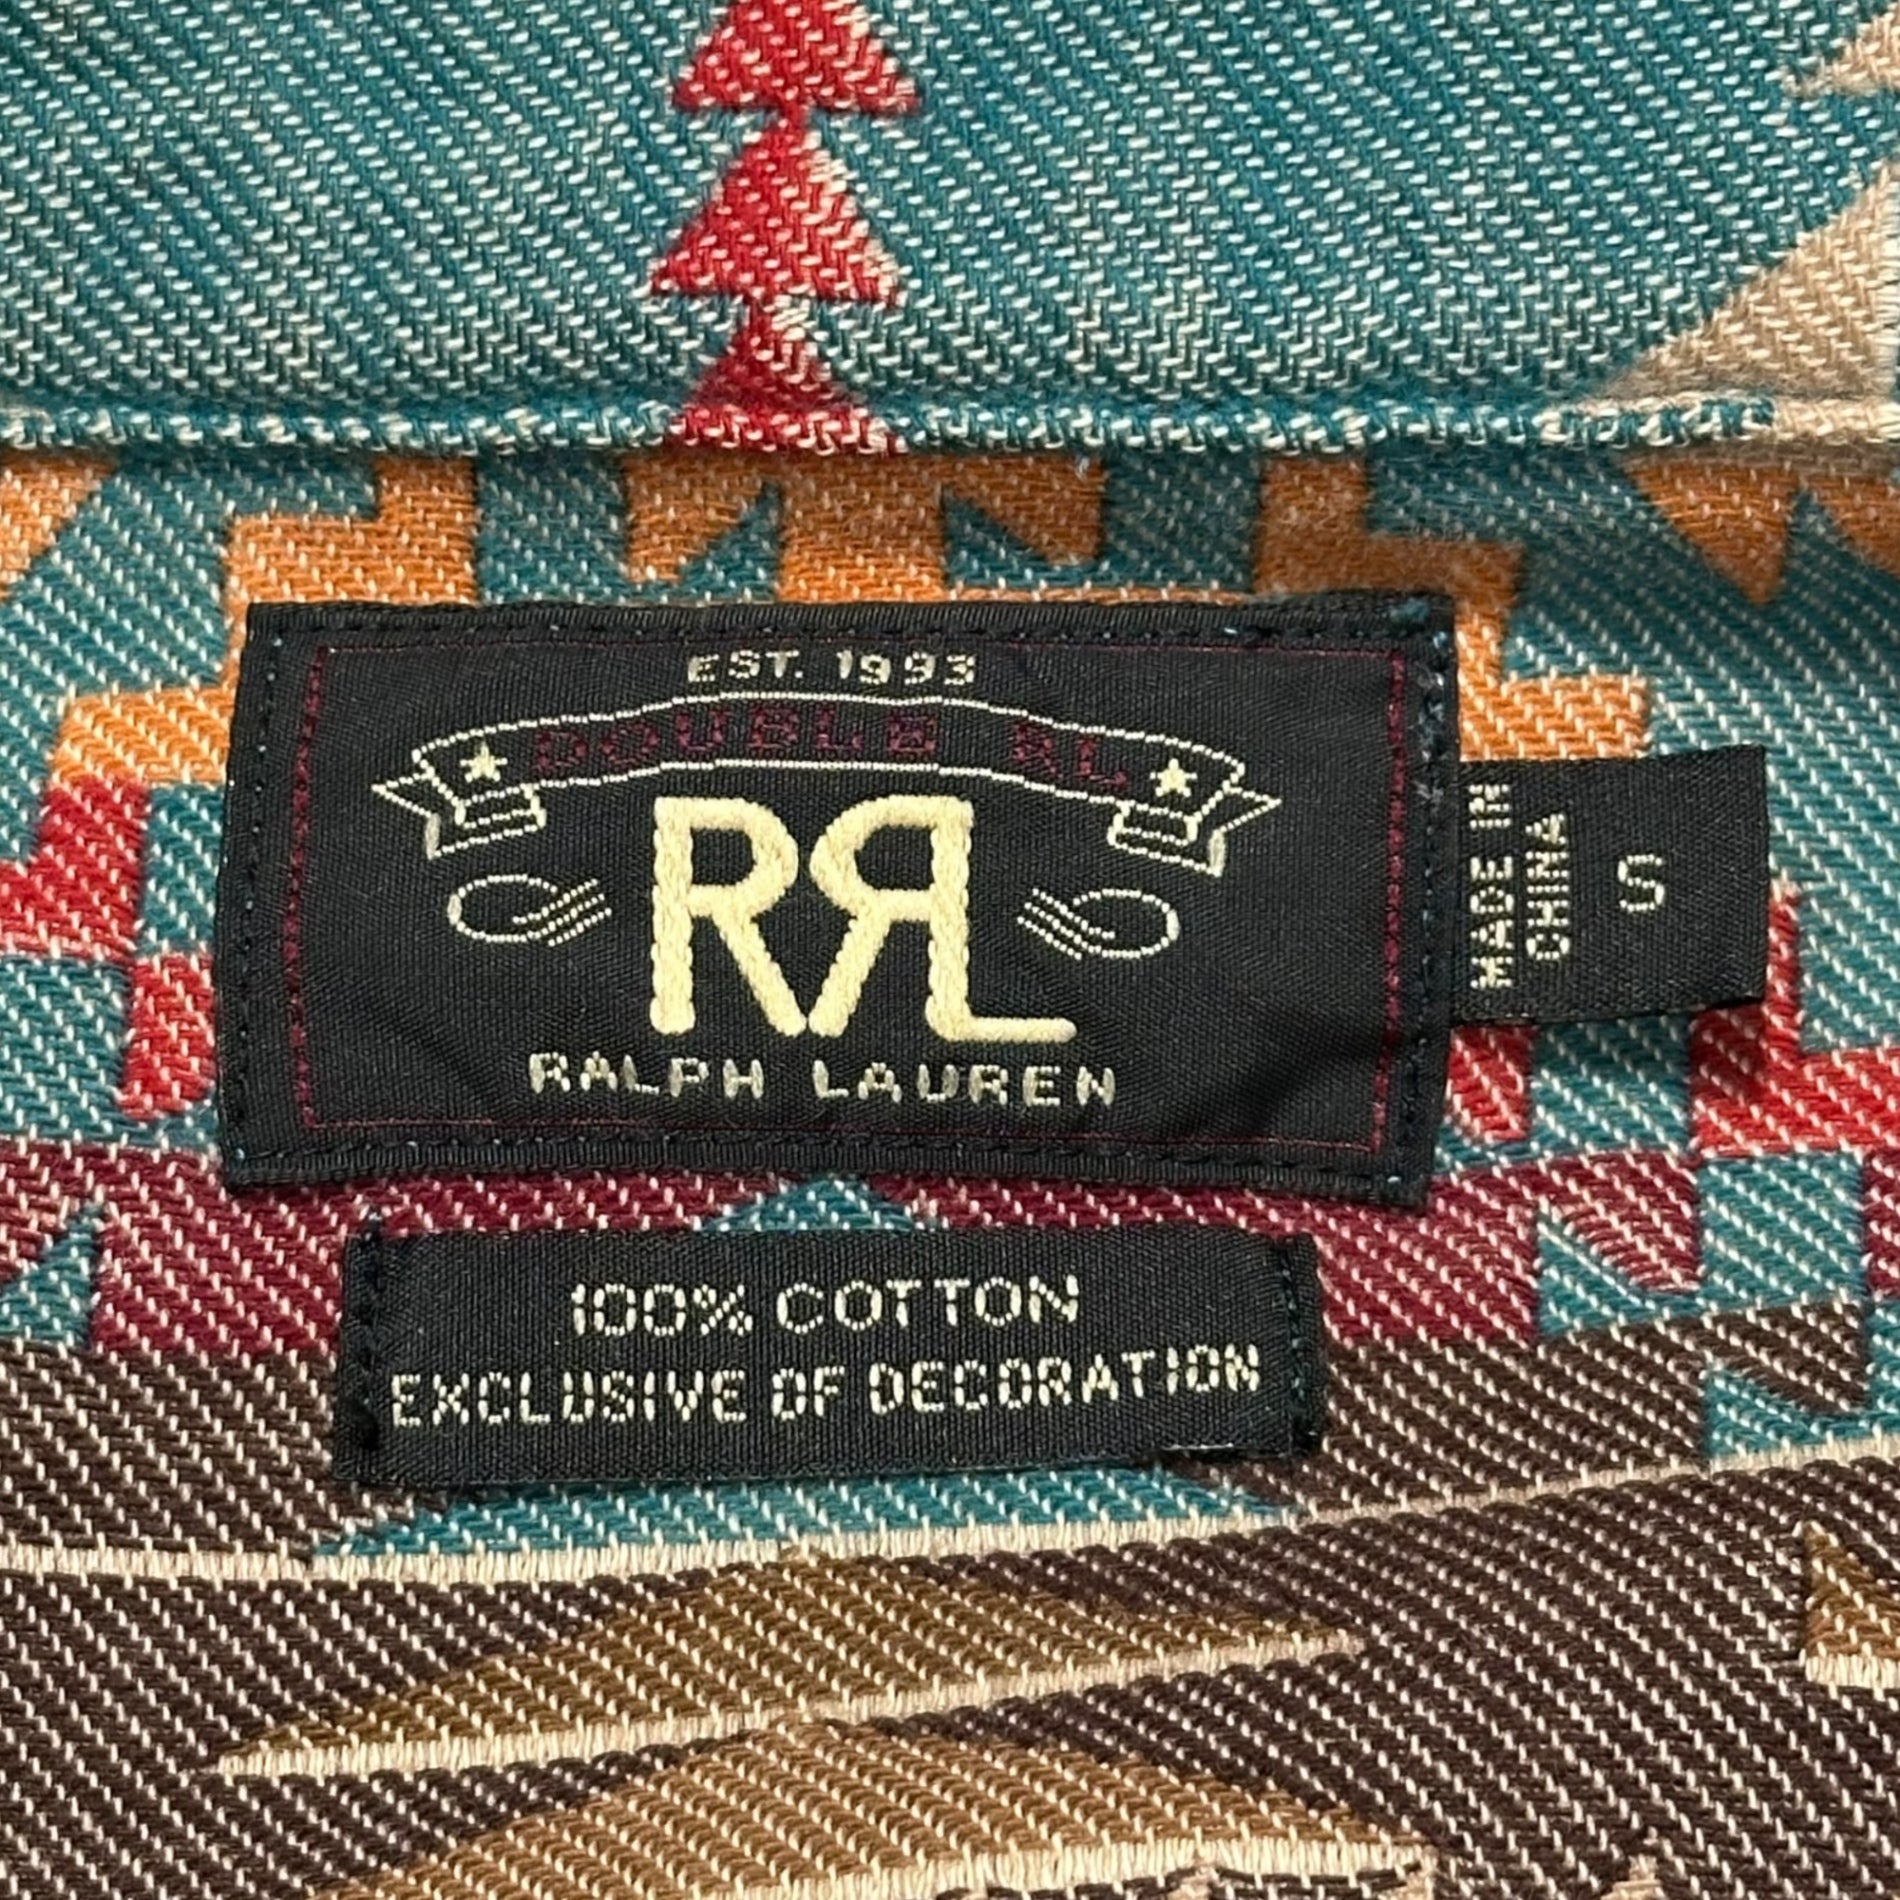 EST. 1993
DOUBLE RL
RRL
RALPH LAUREN
MADE IN
CHINA
S
100% COTTON
EXCLUSIVE OF DECORATION